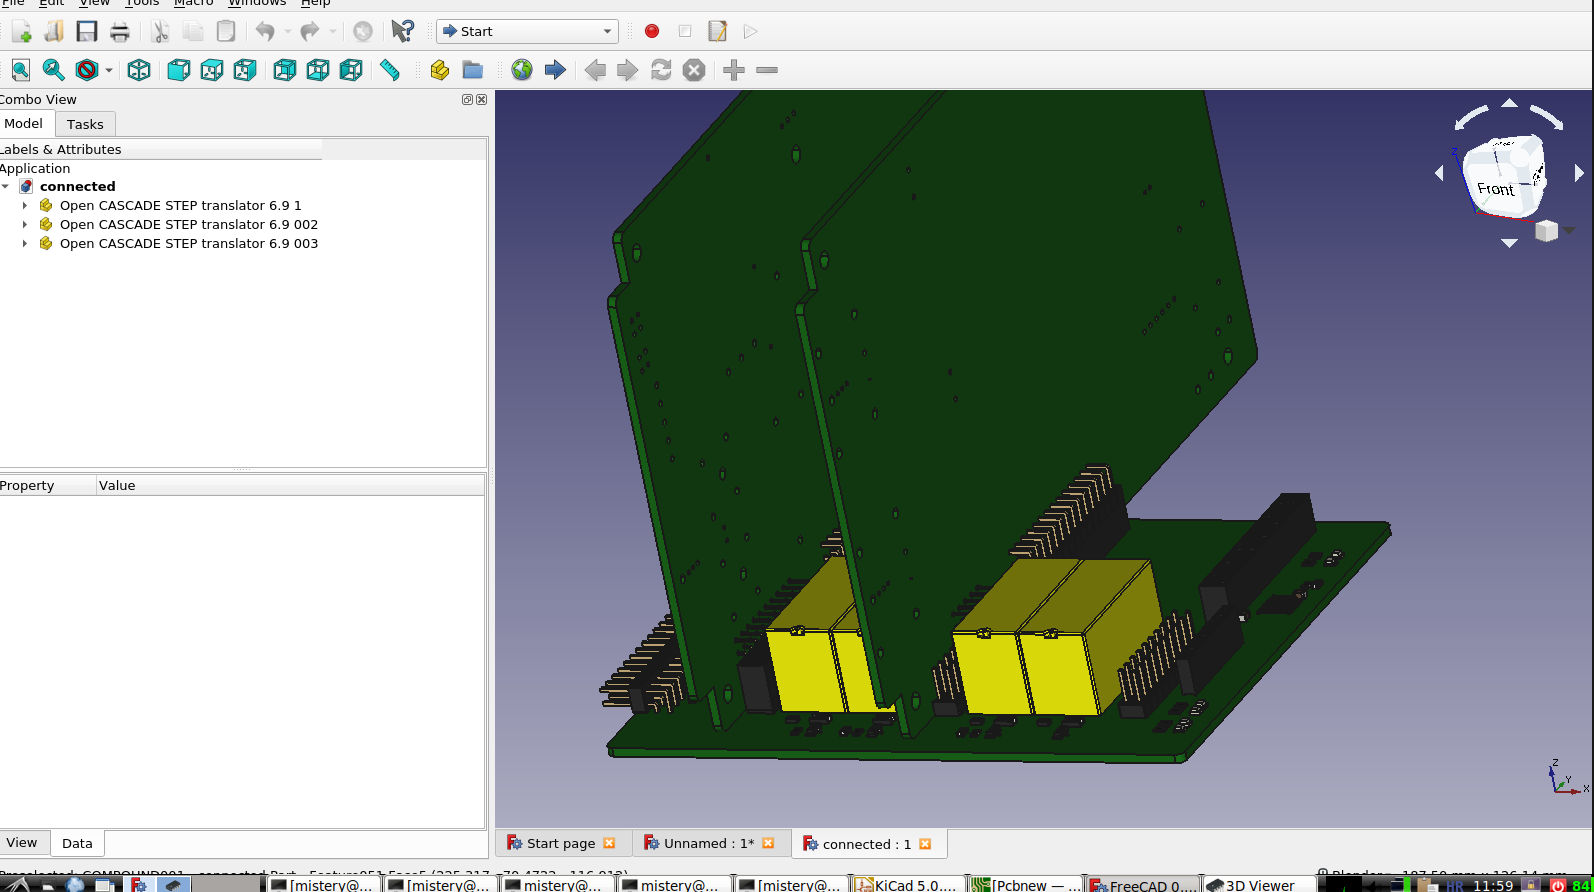 File Edit View Tools Macro Windows Help
Start
Combo View
Model Tasks
Labels & Attributes
Application
connected
Open CASCADE STEP translator 6.9 1
Open CASCADE STEP translator 6.9 002
Open CASCADE STEP translator 6.9 003
Property Value
View Data
Front
Z
Z
Y
X
Start page
Unnamed : 1*
connected : 1
[mistery@...
[mistery@...
mistery@...
mistery@...
[mistery@...
KiCad 5.0....
[Pcbnew — ...
FreeCAD 0....
3D Viewer
HR
11:59
84